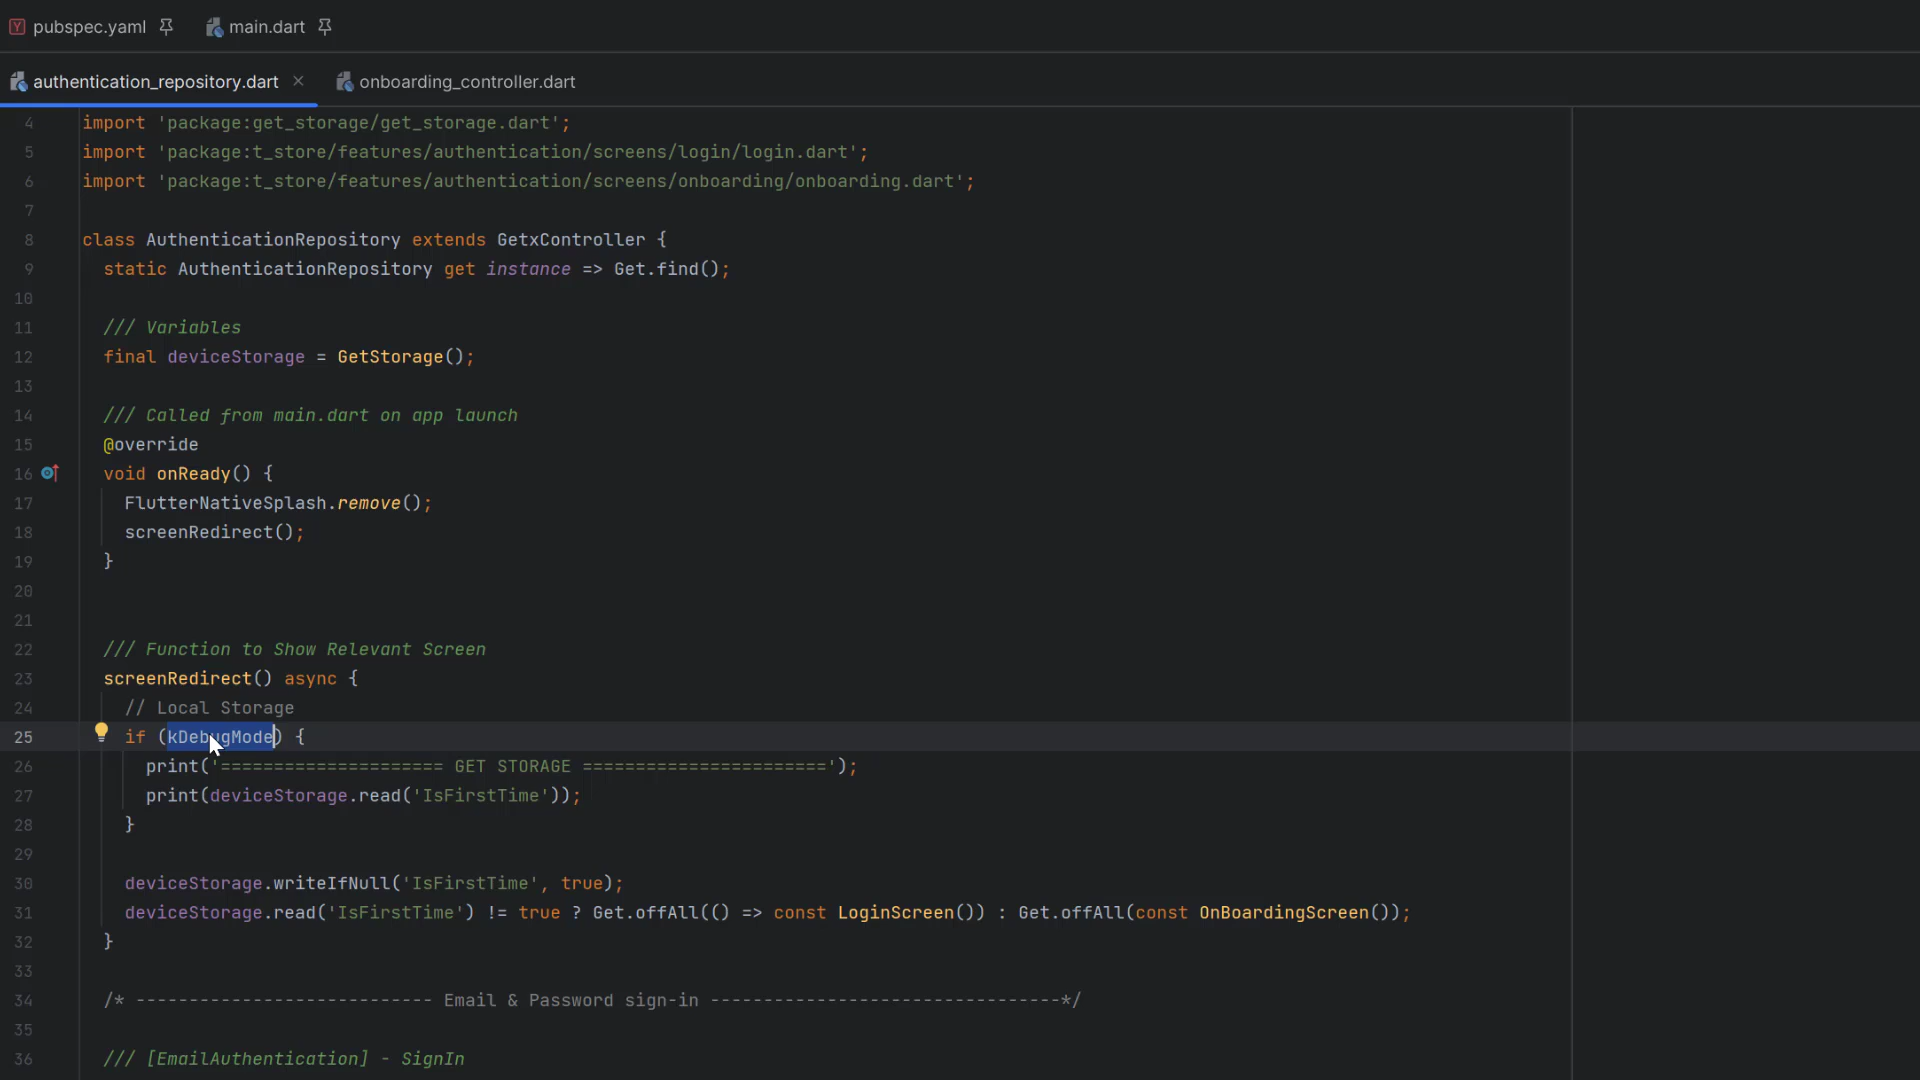 pubspec.yaml main.dart
authentication_repository.dart × onboarding_controller.dart
4 import 'package:get_storage/get_storage.dart';
5 import 'package:t_store/features/authentication/screens/login/login.dart';
6 import 'package:t_store/features/authentication/screens/onboarding/onboarding.dart';
7
8 class AuthenticationRepository extends GetxController {
9 static AuthenticationRepository get instance => Get.find();
10
11 /// Variables
12 final deviceStorage = GetStorage();
13
14 /// Called from main.dart on app launch
15 @override
16 void onReady() {
17 FlutterNativeSplash.remove();
18 screenRedirect();
19 }
20
21
22 /// Function to Show Relevant Screen
23 screenRedirect() async {
24 // Local Storage
25 if (kDebugMode) {
26 print('===================== GET STORAGE =======================');
27 print(deviceStorage.read('IsFirstTime'));
28 }
29
30 deviceStorage.writeIfNull('IsFirstTime', true);
31 deviceStorage.read('IsFirstTime') != true ? Get.offAll(() => const LoginScreen()) : Get.offAll(const OnBoardingScreen());
32 }
33
34 /* ---------------------------- Email & Password sign-in ---------------------------------*/
35
36 /// [EmailAuthentication] - SignIn